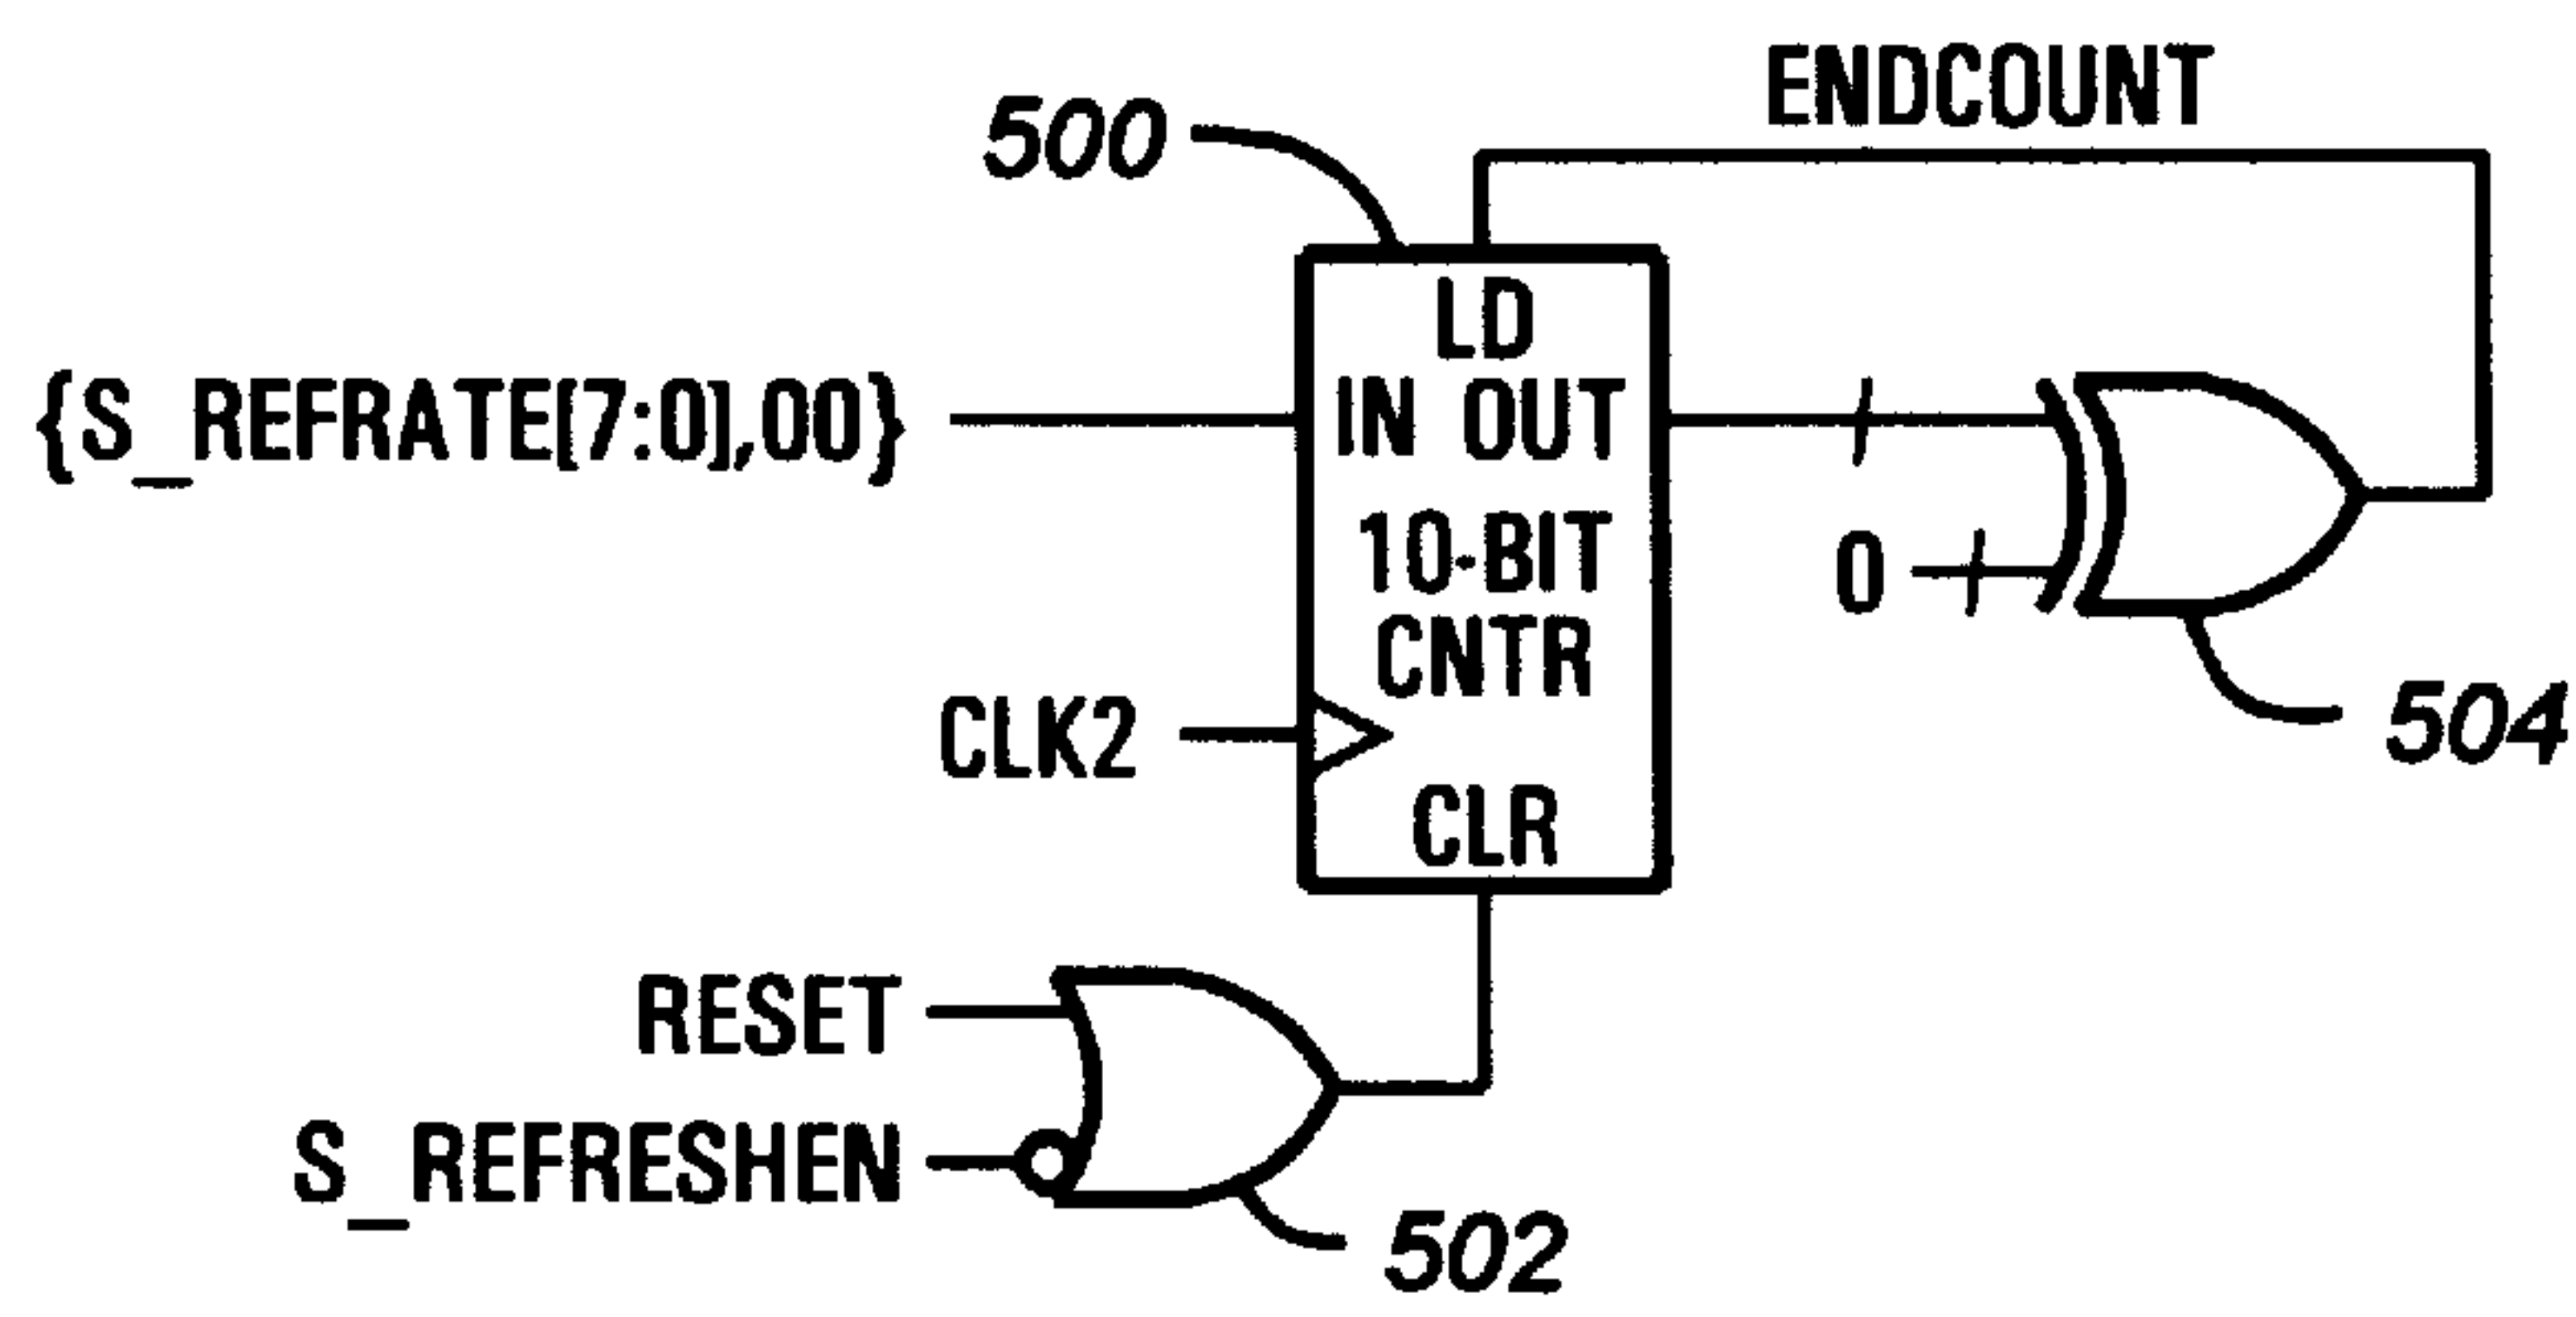 ENDCOUNT
500
LD
{S_REFRATE[7:0],00}
IN OUT
10-BIT
0
CNTR
CLK2
504
CLR
RESET
S_REFRESHEN
502